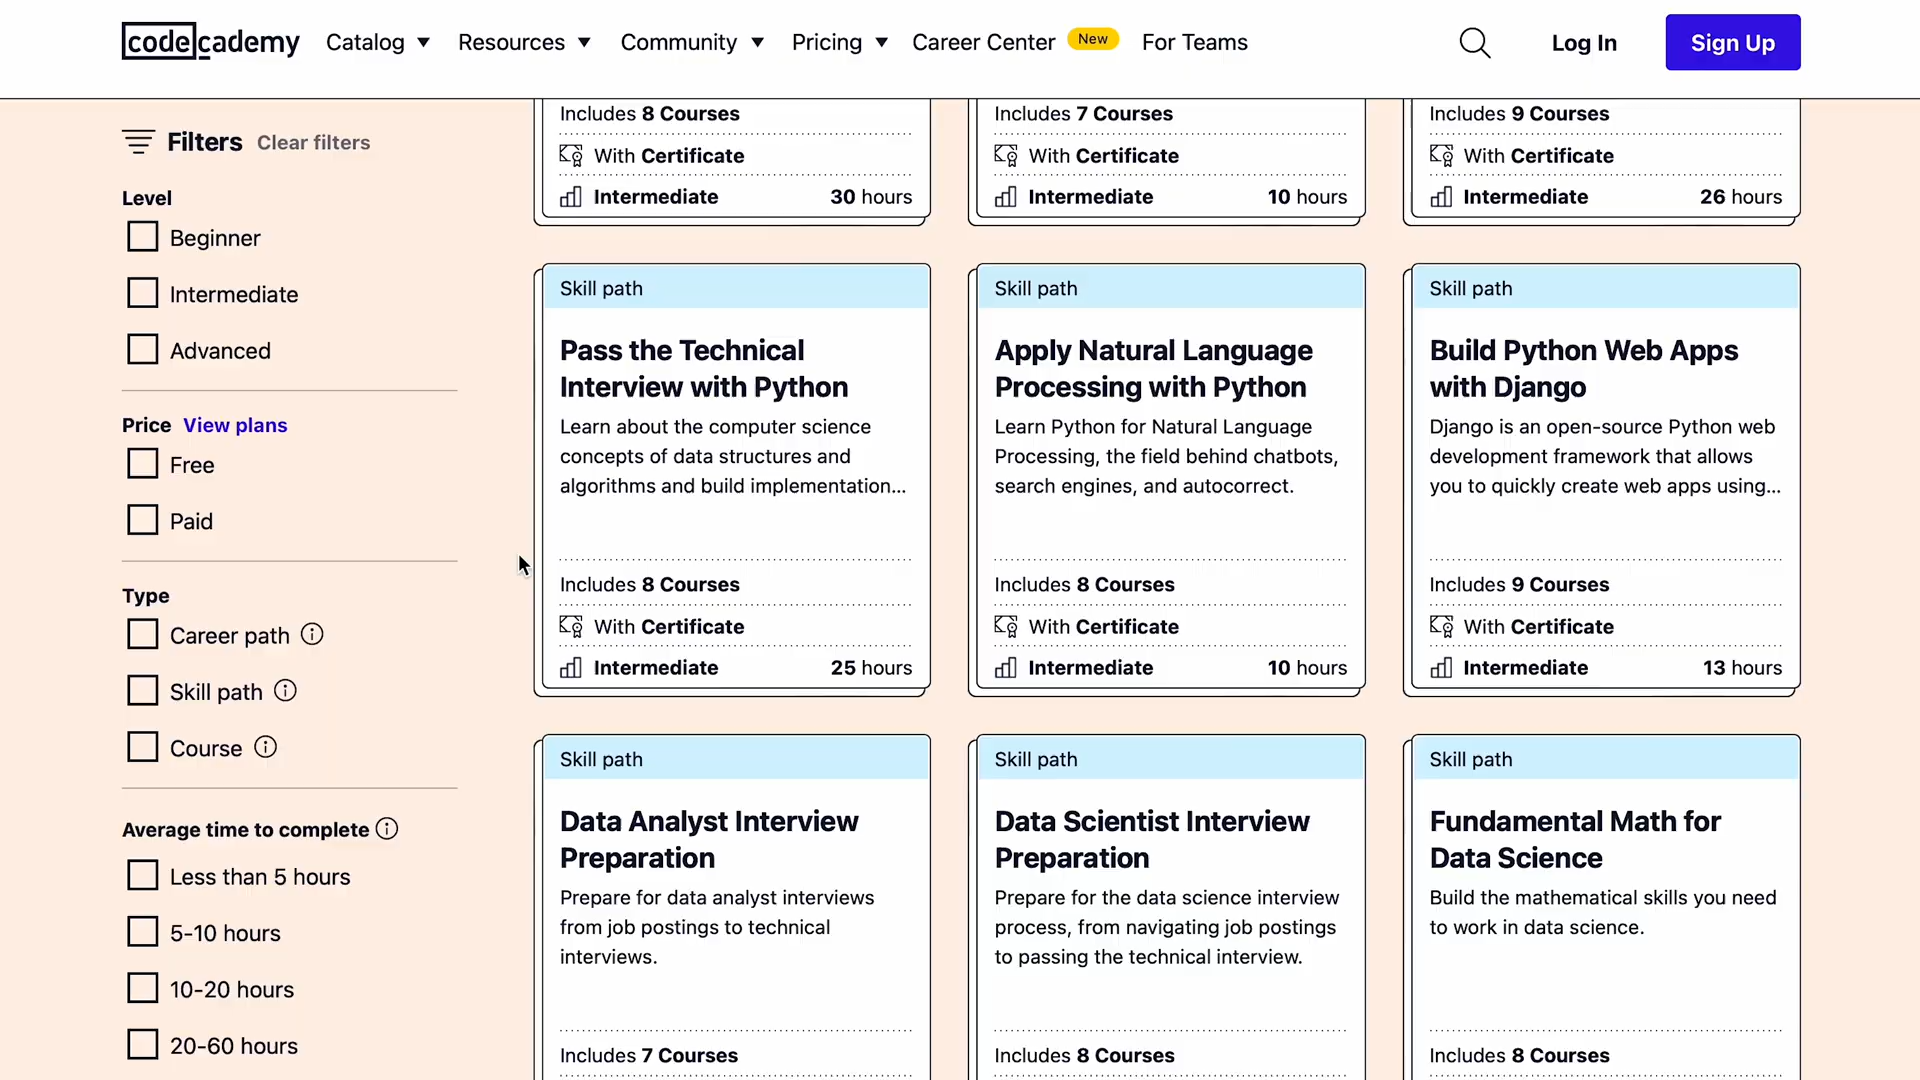 codecademy
Catalog
Resources
Community
Pricing
Career Center
New
For Teams
Log In
Sign Up
Filters
Clear filters
Level
Beginner
Intermediate
Advanced
Price View plans
Free
Paid
Type
Career path
Skill path
Course
Average time to complete
Less than 5 hours
5-10 hours
10-20 hours
20-60 hours
Includes 8 Courses
With Certificate
Intermediate 30 hours
Includes 7 Courses
With Certificate
Intermediate 10 hours
Includes 9 Courses
With Certificate
Intermediate 26 hours
Skill path
Pass the Technical
Interview with Python
Learn about the computer science
concepts of data structures and
algorithms and build implementation...
Includes 8 Courses
With Certificate
Intermediate 25 hours
Skill path
Apply Natural Language
Processing with Python
Learn Python for Natural Language
Processing, the field behind chatbots,
search engines, and autocorrect.
Includes 8 Courses
With Certificate
Intermediate 10 hours
Skill path
Build Python Web Apps
with Django
Django is an open-source Python web
development framework that allows
you to quickly create web apps using...
Includes 9 Courses
With Certificate
Intermediate 13 hours
Skill path
Data Analyst Interview
Preparation
Prepare for data analyst interviews
from job postings to technical
interviews.
Includes 7 Courses
Skill path
Data Scientist Interview
Preparation
Prepare for the data science interview
process, from navigating job postings
to passing the technical interview.
Includes 8 Courses
Skill path
Fundamental Math for
Data Science
Build the mathematical skills you need
to work in data science.
Includes 8 Courses